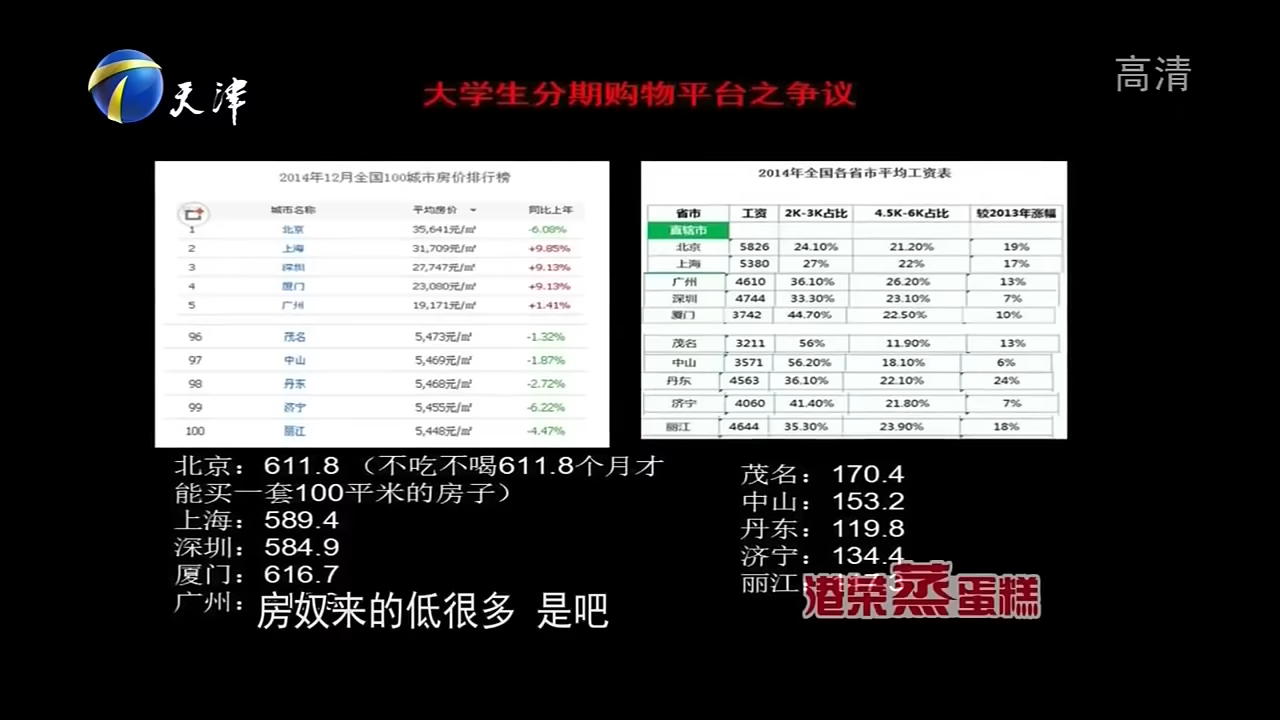 天津
高清
大学生分期购物平台之争议
2014年12月全国100城市房价排行榜
城市名称 平均房价 同比上年
1 北京 35,641元/㎡ -6.08%
2 上海 31,709元/㎡ +9.85%
3 深圳 27,747元/㎡ +9.13%
4 厦门 23,080元/㎡ +9.13%
5 广州 19,171元/㎡ +1.41%
96 茂名 5,473元/㎡ -1.32%
97 中山 5,469元/㎡ -1.87%
98 丹东 5,468元/㎡ -2.72%
99 济宁 5,455元/㎡ -6.22%
100 丽江 5,448元/㎡ -4.47%
2014年全国各省市平均工资表
省市 工资 2K-3K占比 4.5K-6K占比 较2013年涨幅
直辖市
北京 5826 24.10% 21.20% 19%
上海 5380 27% 22% 17%
广州 4610 36.10% 26.20% 13%
深圳 4744 33.30% 23.10% 7%
厦门 3742 44.70% 22.50% 10%
茂名 3211 56% 11.90% 13%
中山 3571 56.20% 18.10% 6%
丹东 4563 36.10% 22.10% 24%
济宁 4060 41.40% 21.80% 7%
丽江 4644 35.30% 23.90% 18%
北京：611.8（不吃不喝611.8个月才
能买一套100平米的房子）
上海：589.4
深圳：584.9
厦门：616.7
广州：
茂名：170.4
中山：153.2
丹东：119.8
济宁：134.4
丽江：
港荣蒸蛋糕
房奴来的低很多 是吧